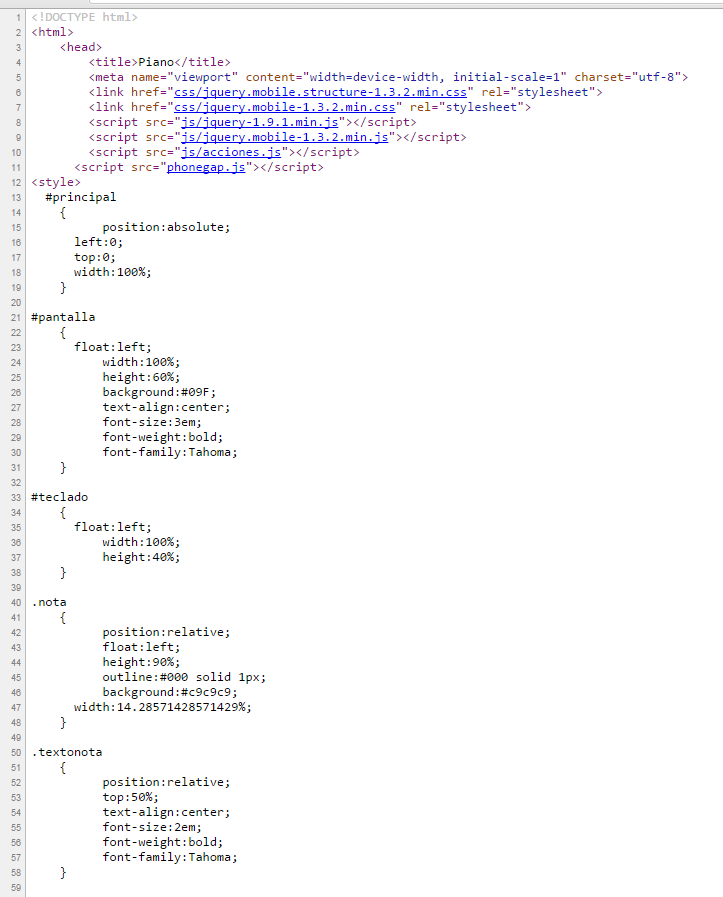 1 <!DOCTYPE html>
2 <html>
3     <head>
4         <title>Piano</title>
5         <meta name="viewport" content="width=device-width, initial-scale=1" charset="utf-8">
6         <link href="css/jquery.mobile.structure-1.3.2.min.css" rel="stylesheet">
7         <link href="css/jquery.mobile-1.3.2.min.css" rel="stylesheet">
8         <script src="js/jquery-1.9.1.min.js"></script>
9         <script src="js/jquery.mobile-1.3.2.min.js"></script>
10         <script src="js/acciones.js"></script>
11       <script src="phonegap.js"></script>
12 <style>
13   #principal
14     {
15           position:absolute;
16       left:0;
17       top:0;
18       width:100%;
19     }
20
21 #pantalla
22     {
23       float:left;
24           width:100%;
25           height:60%;
26           background:#09F;
27           text-align:center;
28           font-size:3em;
29           font-weight:bold;
30           font-family:Tahoma;
31     }
32
33 #teclado
34     {
35       float:left;
36           width:100%;
37           height:40%;
38     }
39
40 .nota
41     {
42           position:relative;
43           float:left;
44           height:90%;
45           outline:#000 solid 1px;
46           background:#c9c9c9;
47       width:14.28571428571429%;
48     }
49
50 .textonota
51     {
52           position:relative;
53           top:50%;
54           text-align:center;
55           font-size:2em;
56           font-weight:bold;
57           font-family:Tahoma;
58     }
59